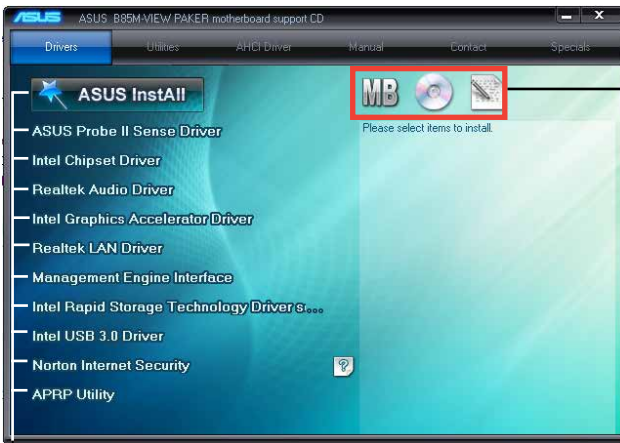 ASUS ASUS B85M-VIEW PAKER motherboard support CD
Drivers Utilities AHCI Driver Manual Contact Specials
ASUS InstAll
MB
Please select items to install.
ASUS Probe II Sense Driver
Intel Chipset Driver
Realtek Audio Driver
Intel Graphics Accelerator Driver
Realtek LAN Driver
Management Engine Interface
Intel Rapid Storage Technology Driver s...
Intel USB 3.0 Driver
Norton Internet Security ?
APRP Utility